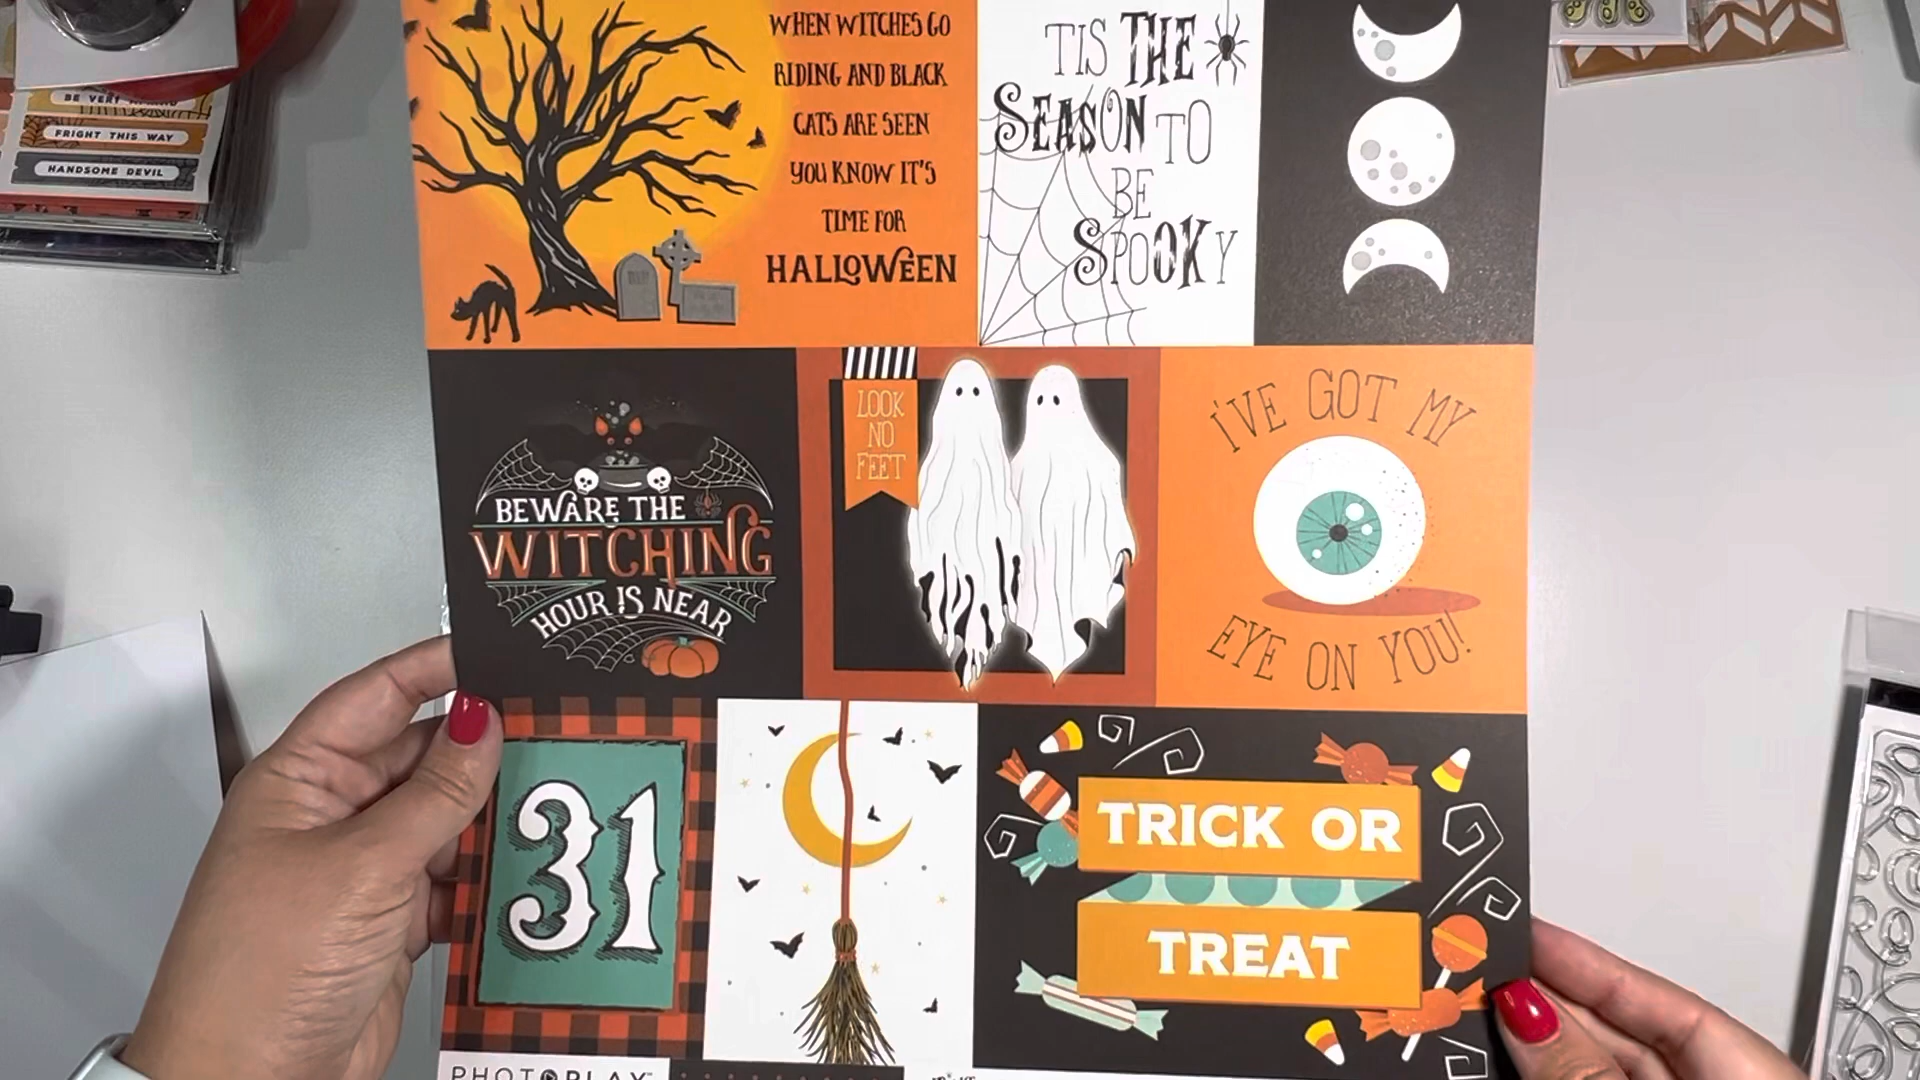 WHEN WITCHES GO
RIDING AND BLACK
CATS ARE SEEN
YOU KNOW IT'S
TIME FOR
HALLOWEEN
TIS THE
SEASON TO
BE
SPOOKY
FRIGHT THIS WAY
HANDSOME DEVIL
BEWARE THE
WITCHING
HOUR IS NEAR
LOOK
NO
FEET
I'VE GOT MY
EYE ON YOU!
31
TRICK OR
TREAT
PHOTOPLAY